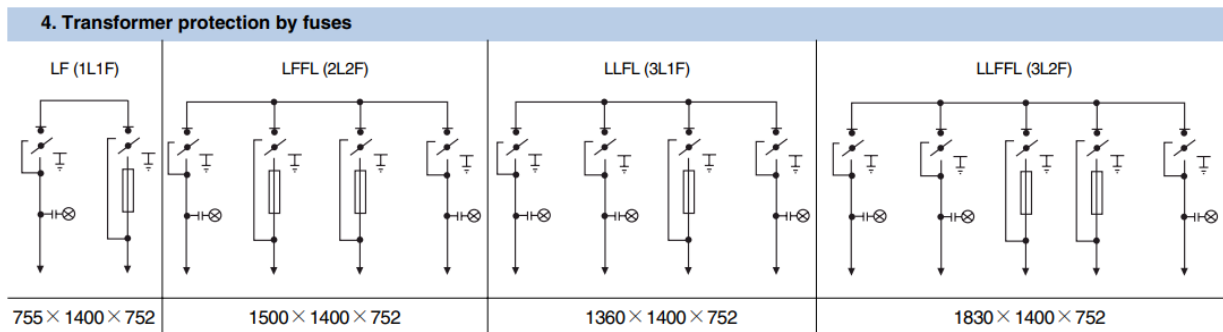 4. Transformer protection by fuses
LF (1L1F)
LFFL (2L2F)
LLFL (3L1F)
LLFFL (3L2F)
755×1400×752
1500×1400×752
1360×1400×752
1830×1400×752